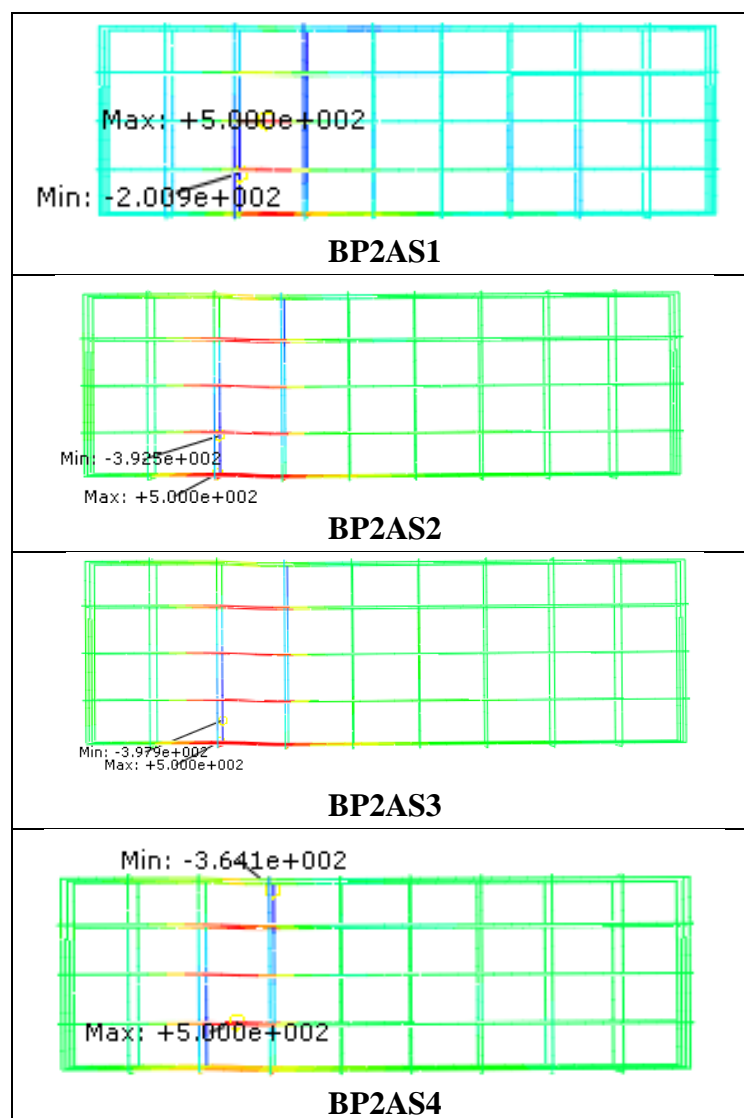 Max: +5.000e+002
Min: -2.009e+002
BP2AS1
Min: -3.925e+002
Max: +5.000e+002
BP2AS2
Min: -3.979e+002
Max: +5.000e+002
BP2AS3
Min: -3.641e+002
Max: +5.000e+002
BP2AS4